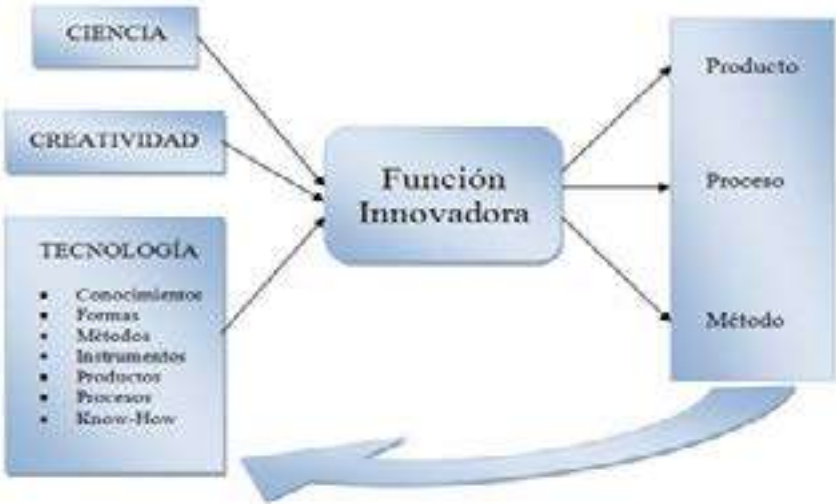 CIENCIA
CREATIVIDAD
TECNOLOGÍA
▪ Conocimientos
▪ Formas
▪ Métodos
▪ Instrumentos
▪ Productos
▪ Procesos
▪ Know-How
Función
Innovadora
Producto
Proceso
Método